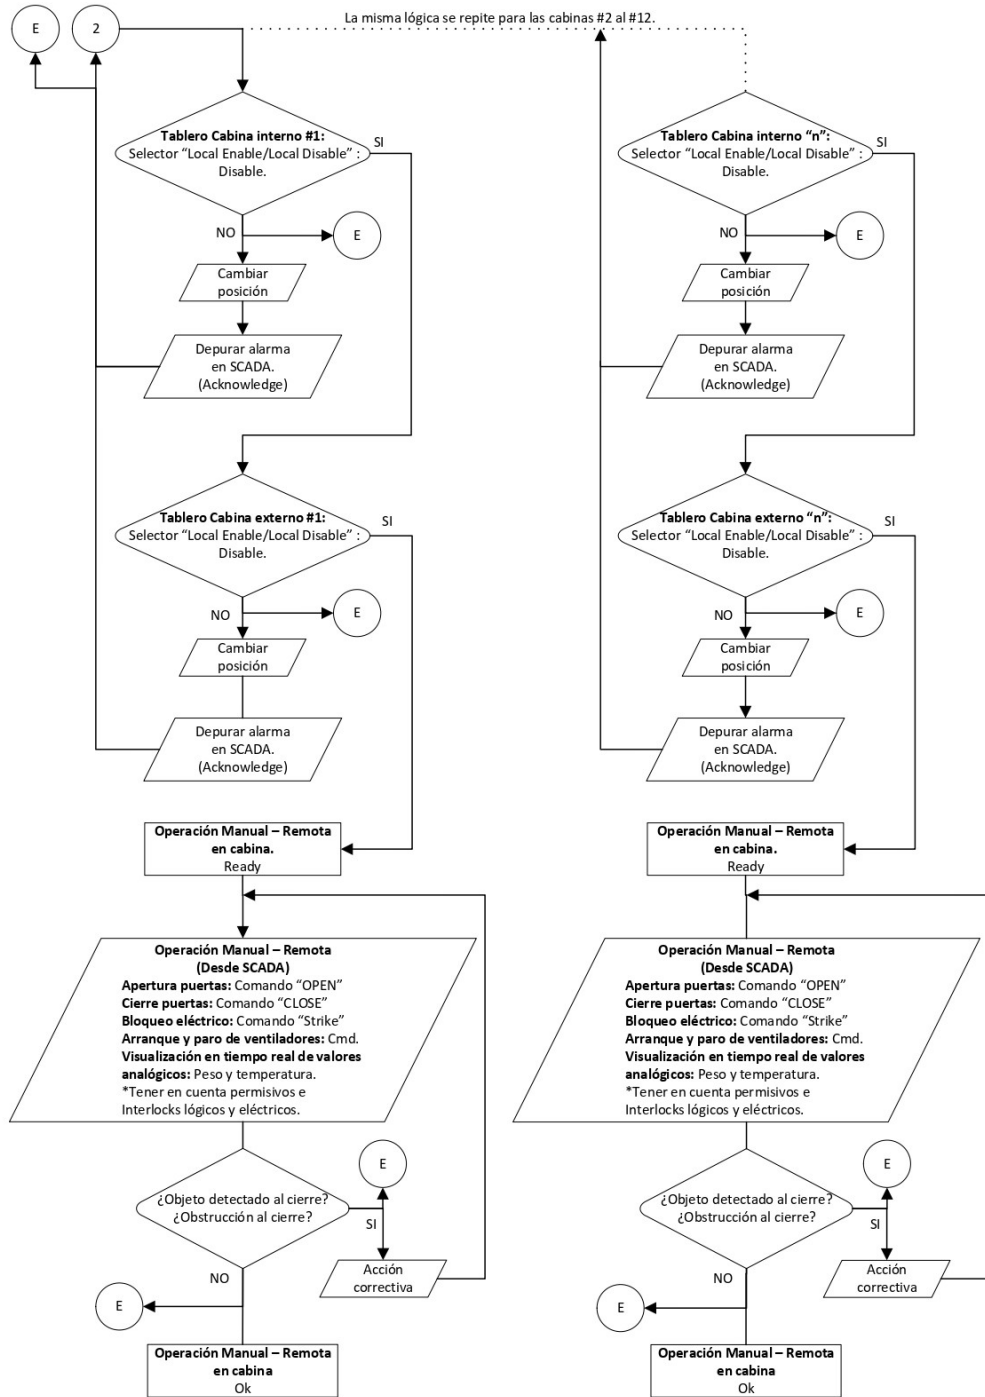 La misma lógica se repite para las cabinas #2 al #12.
E
2
Tablero Cabina interno #1:
Selector “Local Enable/Local Disable” :
Disable.
SI
NO
E
Cambiar
posición
Depurar alarma
en SCADA.
(Acknowledge)
Tablero Cabina externo #1:
Selector “Local Enable/Local Disable” :
Disable.
SI
NO
E
Cambiar
posición
Depurar alarma
en SCADA.
(Acknowledge)
Operación Manual – Remota
en cabina.
Ready
Operación Manual – Remota
(Desde SCADA)
Apertura puertas: Comando “OPEN”
Cierre puertas: Comando “CLOSE”
Bloqueo eléctrico: Comando “Strike”
Arranque y paro de ventiladores: Cmd.
Visualización en tiempo real de valores
analógicos: Peso y temperatura.
*Tener en cuenta permisivos e
Interlocks lógicos y eléctricos.
E
¿Objeto detectado al cierre?
¿Obstrucción al cierre?
SI
NO
Acción
correctiva
E
Operación Manual – Remota
en cabina
Ok
Tablero Cabina interno “n”:
Selector “Local Enable/Local Disable” :
Disable.
SI
NO
E
Cambiar
posición
Depurar alarma
en SCADA.
(Acknowledge)
Tablero Cabina externo “n”:
Selector “Local Enable/Local Disable” :
Disable.
SI
NO
E
Cambiar
posición
Depurar alarma
en SCADA.
(Acknowledge)
Operación Manual – Remota
en cabina.
Ready
Operación Manual – Remota
(Desde SCADA)
Apertura puertas: Comando “OPEN”
Cierre puertas: Comando “CLOSE”
Bloqueo eléctrico: Comando “Strike”
Arranque y paro de ventiladores: Cmd.
Visualización en tiempo real de valores
analógicos: Peso y temperatura.
*Tener en cuenta permisivos e
Interlocks lógicos y eléctricos.
E
¿Objeto detectado al cierre?
¿Obstrucción al cierre?
SI
NO
Acción
correctiva
E
Operación Manual – Remota
en cabina
Ok